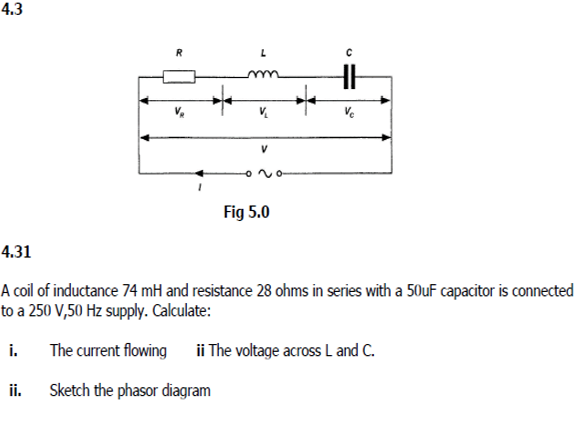 4.3
R L C
V_R V_L V_C
V
I
Fig 5.0
4.31
A coil of inductance 74 mH and resistance 28 ohms in series with a 50uF capacitor is connected
to a 250 V,50 Hz supply. Calculate:
i. The current flowing ii The voltage across L and C.
ii. Sketch the phasor diagram